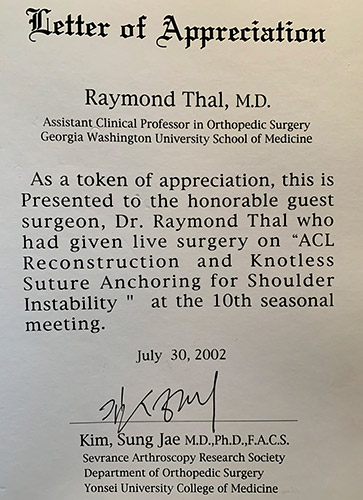 Letter of Appreciation
Raymond Thal, M.D.
Assistant Clinical Professor in Orthopedic Surgery
Georgia Washington University School of Medicine
As a token of appreciation, this is
Presented to the honorable guest
surgeon, Dr. Raymond Thal who
had given live surgery on “ACL
Reconstruction and Knotless
Suture Anchoring for Shoulder
Instability " at the 10th seasonal
meeting.
July 30, 2002
Kim, Sung Jae M.D.,Ph.D.,F.A.C.S.
Sevrance Arthroscopy Research Society
Department of Orthopedic Surgery
Yonsei University College of Medicine